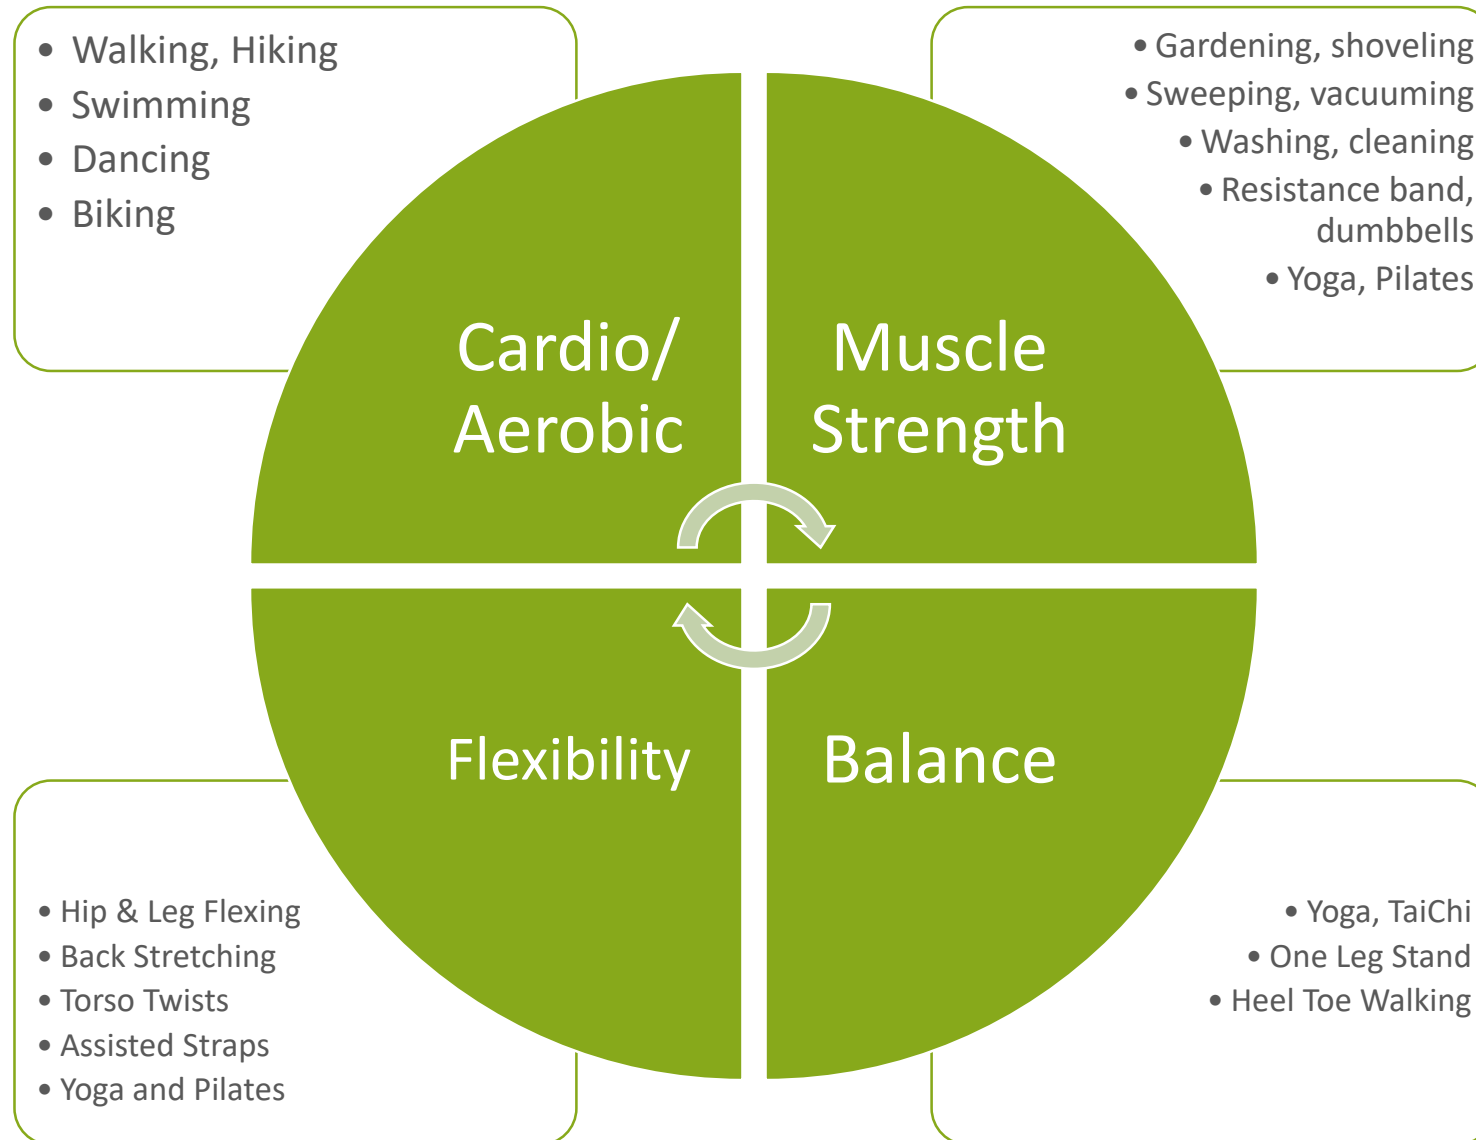 • Walking, Hiking
• Swimming
• Dancing
• Biking
• Gardening, shoveling
• Sweeping, vacuuming
• Washing, cleaning
• Resistance band,
dumbbells
• Yoga, Pilates
Cardio/
Aerobic
Muscle
Strength
Flexibility
Balance
• Hip & Leg Flexing
• Back Stretching
• Torso Twists
• Assisted Straps
• Yoga and Pilates
• Yoga, TaiChi
• One Leg Stand
• Heel Toe Walking